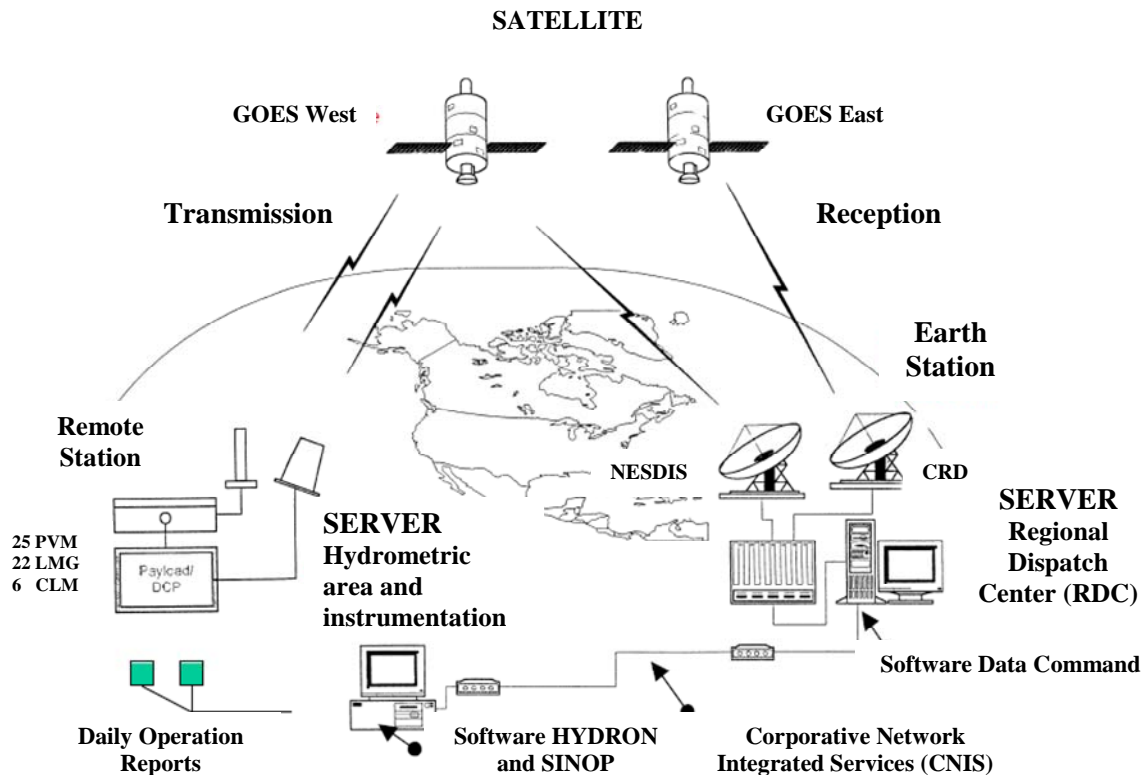 SATELLITE
GOES West
GOES East
Transmission
Reception
Earth
Station
Remote
Station
NESDIS
CRD
SERVER
Regional
Dispatch
Center (RDC)
SERVER
Hydrometric
area and
instrumentation
25 PVM
22 LMG
6 CLM
Payload/
DCP
Software Data Command
Daily Operation
Reports
Software HYDRON
and SINOP
Corporative Network
Integrated Services (CNIS)